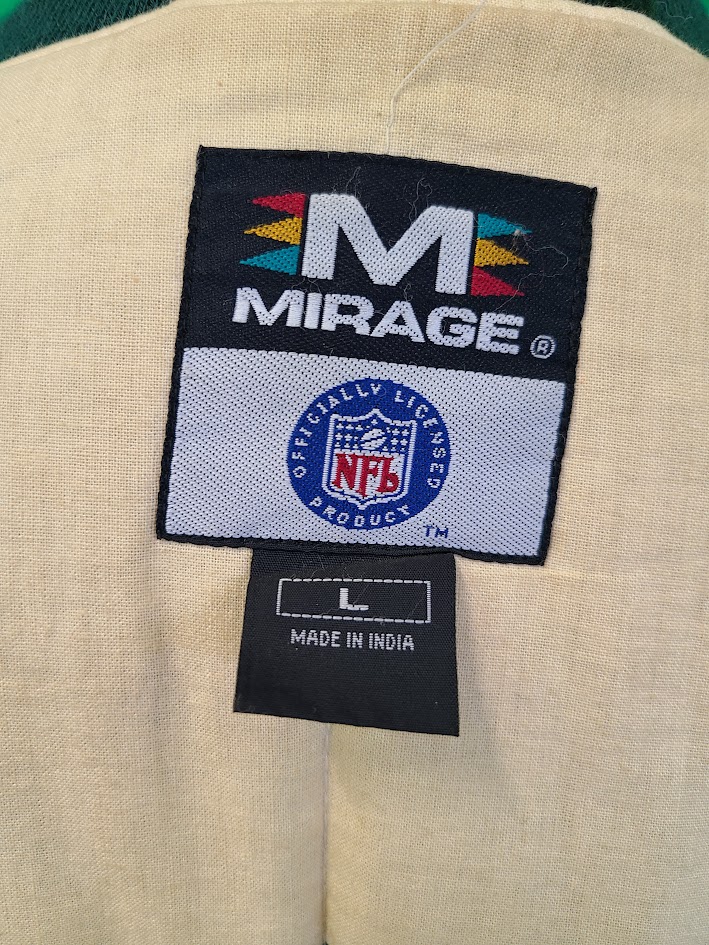 M
MIRAGE ®
OFFICIALLY LICENSED
NFL
PRODUCT
TM
L
MADE IN INDIA